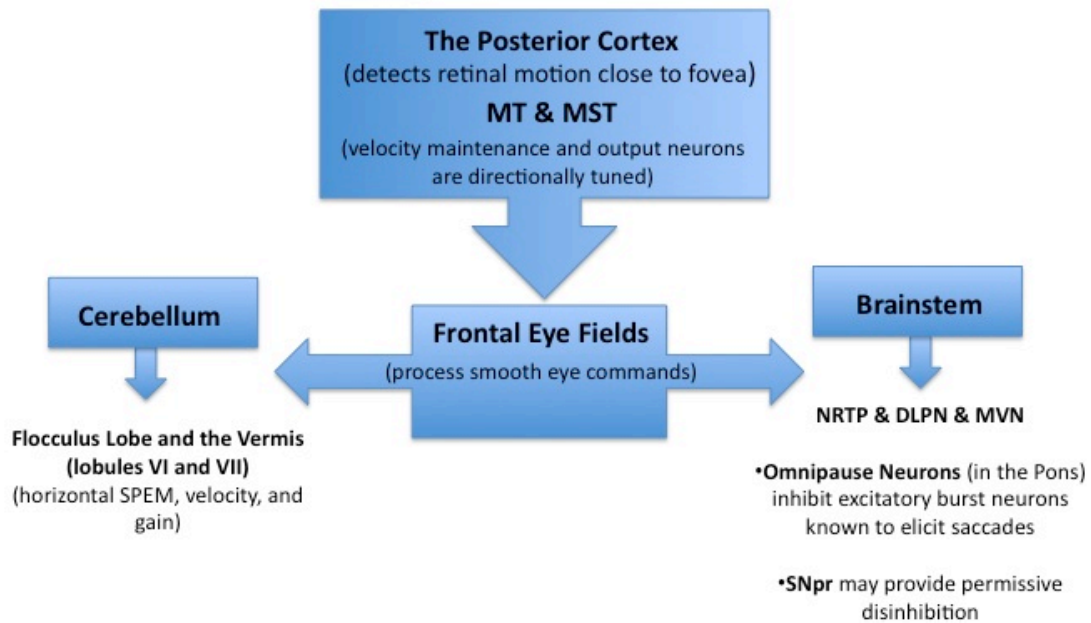 The Posterior Cortex
(detects retinal motion close to fovea)
MT & MST
(velocity maintenance and output neurons
are directionally tuned)
Cerebellum
Flocculus Lobe and the Vermis
(lobules VI and VII)
(horizontal SPEM, velocity, and
gain)
Frontal Eye Fields
(process smooth eye commands)
Brainstem
NRTP & DLPN & MVN
•Omnipause Neurons (in the Pons)
inhibit excitatory burst neurons
known to elicit saccades
•SNpr may provide permissive
disinhibition